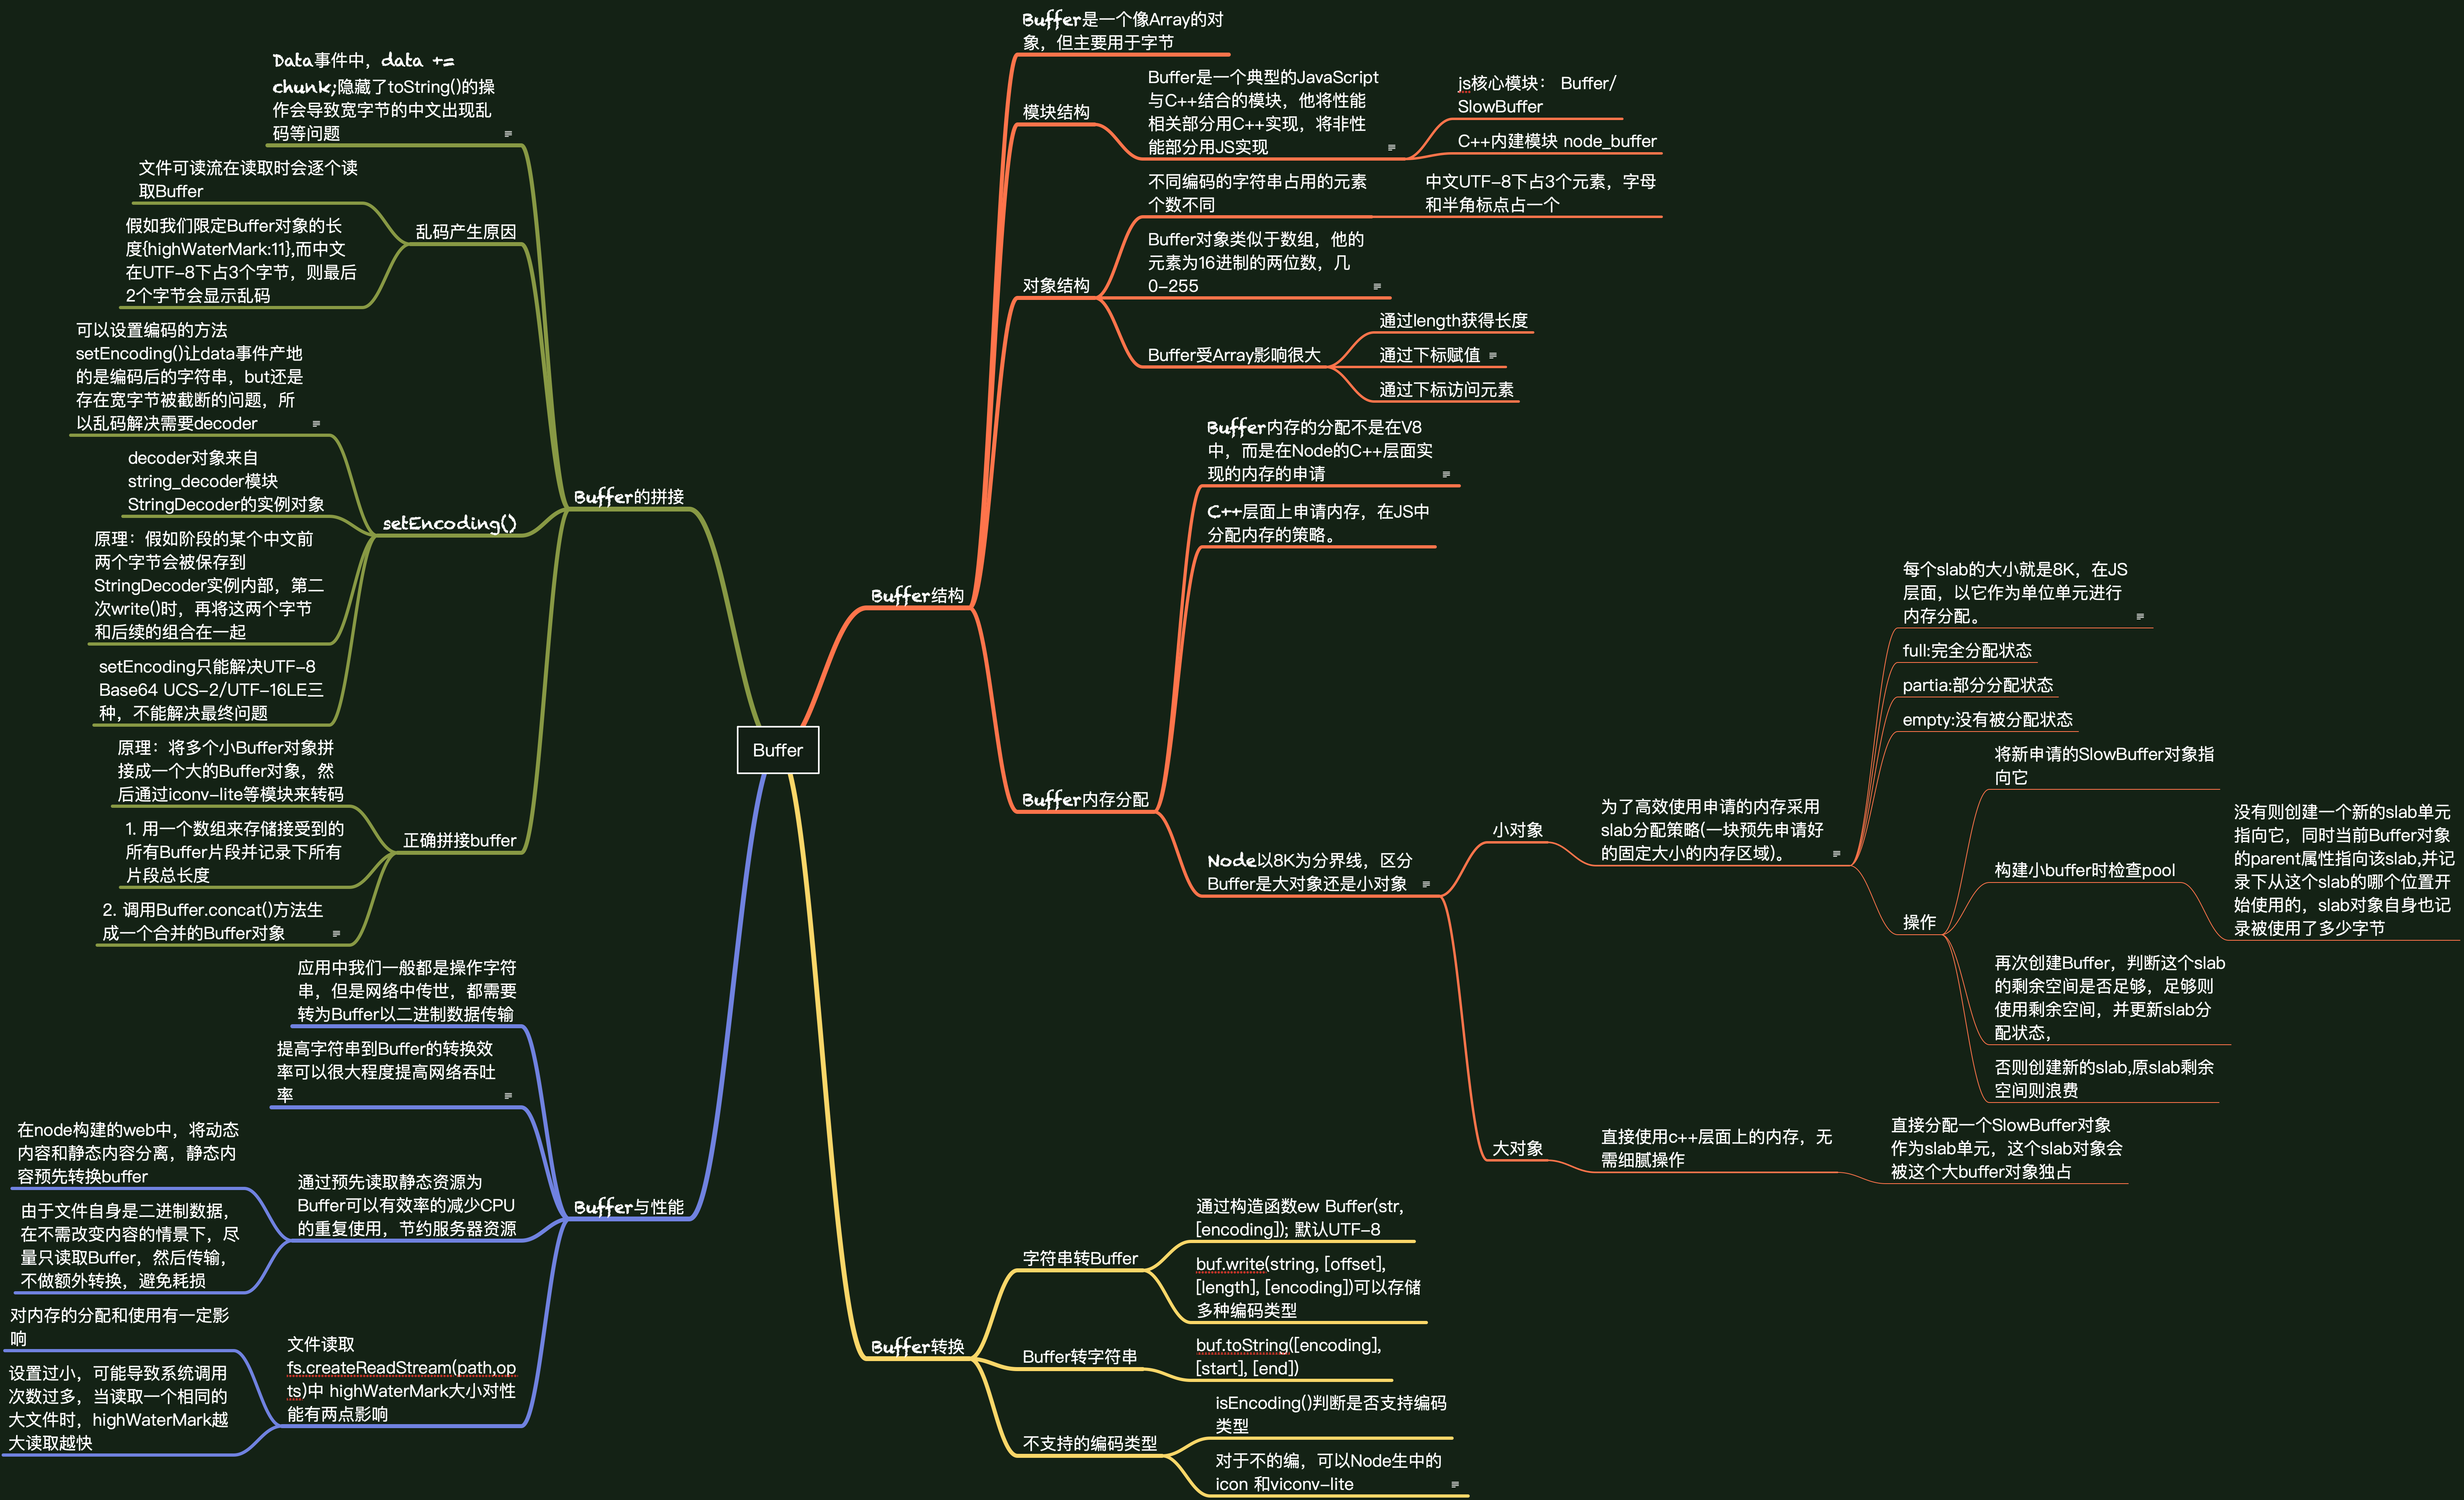 Buffer
Buffer结构
Buffer是一个像Array的对
象，但主要用于字节
模块结构
Buffer是一个典型的JavaScript
与C++结合的模块，他将性能
相关部分用C++实现，将非性
能部分用JS实现
js核心模块： Buffer/
SlowBuffer
C++内建模块 node_buffer
对象结构
不同编码的字符串占用的元素
个数不同
中文UTF-8下占3个元素，字母
和半角标点占一个
Buffer对象类似于数组，他的
元素为16进制的两位数，几
0-255
Buffer受Array影响很大
通过length获得长度
通过下标赋值
通过下标访问元素
Buffer内存分配
Buffer内存的分配不是在V8
中，而是在Node的C++层面实
现的内存的申请
C++层面上申请内存，在JS中
分配内存的策略。
Node以8K为分界线，区分
Buffer是大对象还是小对象
小对象
为了高效使用申请的内存采用
slab分配策略(一块预先申请好
的固定大小的内存区域)。
每个slab的大小就是8K，在JS
层面，以它作为单位单元进行
内存分配。
full:完全分配状态
partia:部分分配状态
empty:没有被分配状态
操作
将新申请的SlowBuffer对象指
向它
构建小buffer时检查pool
没有则创建一个新的slab单元
指向它，同时当前Buffer对象
的parent属性指向该slab,并记
录下从这个slab的哪个位置开
始使用的，slab对象自身也记
录被使用了多少字节
再次创建Buffer，判断这个slab
的剩余空间是否足够，足够则
使用剩余空间，并更新slab分
配状态，
否则创建新的slab,原slab剩余
空间则浪费
大对象
直接使用c++层面上的内存，无
需细腻操作
直接分配一个SlowBuffer对象
作为slab单元，这个slab对象会
被这个大buffer对象独占
Buffer转换
字符串转Buffer
通过构造函数ew Buffer(str,
[encoding]); 默认UTF-8
buf.write(string, [offset],
[length], [encoding])可以存储
多种编码类型
Buffer转字符串
buf.toString([encoding],
[start], [end])
不支持的编码类型
isEncoding()判断是否支持编码
类型
对于不的编，可以Node生中的
icon 和viconv-lite
Buffer的拼接
Data事件中，data +=
chunk;隐藏了toString()的操
作会导致宽字节的中文出现乱
码等问题
乱码产生原因
文件可读流在读取时会逐个读
取Buffer
假如我们限定Buffer对象的长
度{highWaterMark:11},而中文
在UTF-8下占3个字节，则最后
2个字节会显示乱码
setEncoding()
可以设置编码的方法
setEncoding()让data事件产地
的是编码后的字符串，but还是
存在宽字节被截断的问题，所
以乱码解决需要decoder
decoder对象来自
string_decoder模块
StringDecoder的实例对象
原理：假如阶段的某个中文前
两个字节会被保存到
StringDecoder实例内部，第二
次write()时，再将这两个字节
和后续的组合在一起
setEncoding只能解决UTF-8
Base64 UCS-2/UTF-16LE三
种，不能解决最终问题
正确拼接buffer
原理：将多个小Buffer对象拼
接成一个大的Buffer对象，然
后通过iconv-lite等模块来转码
1. 用一个数组来存储接受到的
所有Buffer片段并记录下所有
片段总长度
2. 调用Buffer.concat()方法生
成一个合并的Buffer对象
Buffer与性能
应用中我们一般都是操作字符
串，但是网络中传世，都需要
转为Buffer以二进制数据传输
提高字符串到Buffer的转换效
率可以很大程度提高网络吞吐
率
通过预先读取静态资源为
Buffer可以有效率的减少CPU
的重复使用，节约服务器资源
在node构建的web中，将动态
内容和静态内容分离，静态内
容预先转换buffer
由于文件自身是二进制数据，
在不需改变内容的情景下，尽
量只读取Buffer，然后传输，
不做额外转换，避免耗损
文件读取
fs.createReadStream(path,op
ts)中 highWaterMark大小对性
能有两点影响
对内存的分配和使用有一定影
响
设置过小，可能导致系统调用
次数过多，当读取一个相同的
大文件时，highWaterMark越
大读取越快